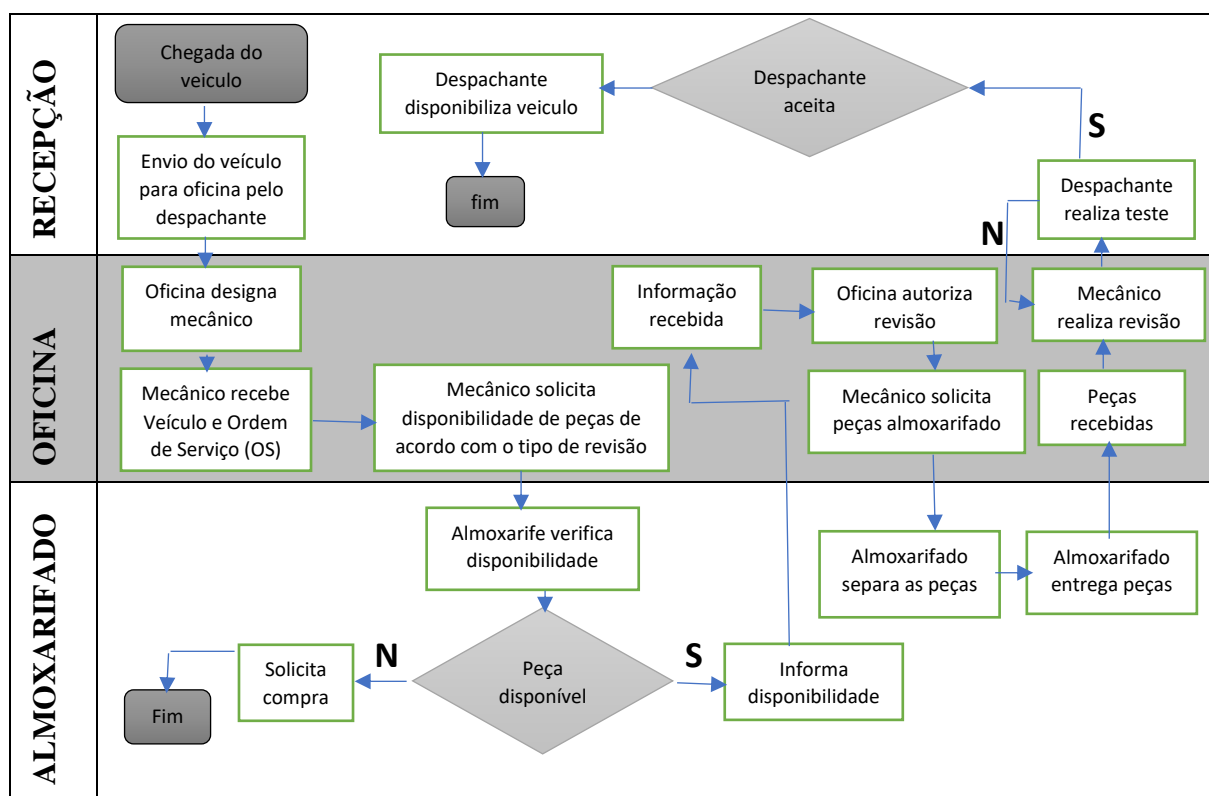 RECEPÇÃO
Chegada do
veiculo
Envio do veículo
para oficina pelo
despachante
Despachante
disponibiliza veiculo
fim
Despachante
aceita
S
Despachante
realiza teste
N
OFICINA
Oficina designa
mecânico
Mecânico recebe
Veículo e Ordem
de Serviço (OS)
Mecânico solicita
disponibilidade de peças de
acordo com o tipo de revisão
Informação
recebida
Oficina autoriza
revisão
Mecânico solicita
peças almoxarifado
Mecânico
realiza revisão
Peças
recebidas
ALMOXARIFADO
Almoxarife verifica
disponibilidade
Peça
disponível
N
Solicita
compra
Fim
S
Informa
disponibilidade
Almoxarifado
separa as peças
Almoxarifado
entrega peças